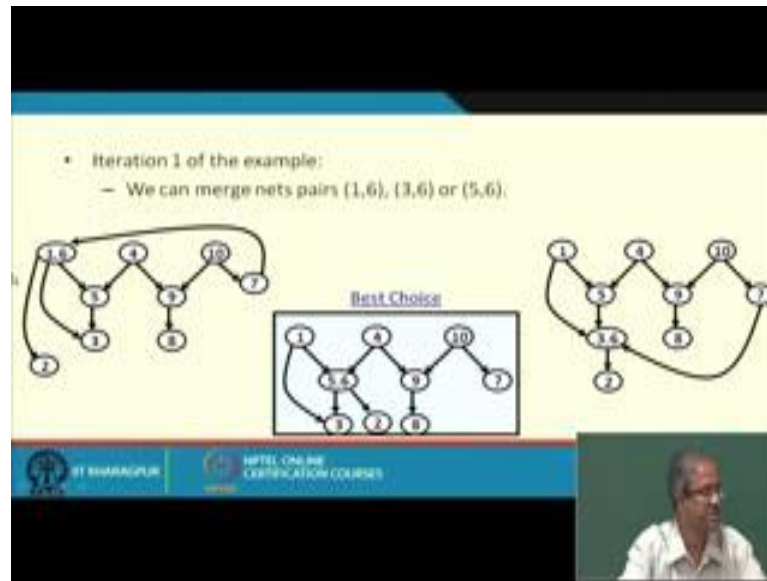 • Iteration 1 of the example:
– We can merge nets pairs (1,6), (3,6) or (5,6).
1,6 4 10
7
5 9
3 8
2
Best Choice
1 4 10
5,6 9 7
3 2 8
1 4 10
5 9 7
3,6 8
2
IIT KHARAGPUR
NPTEL ONLINE
CERTIFICATION COURSES